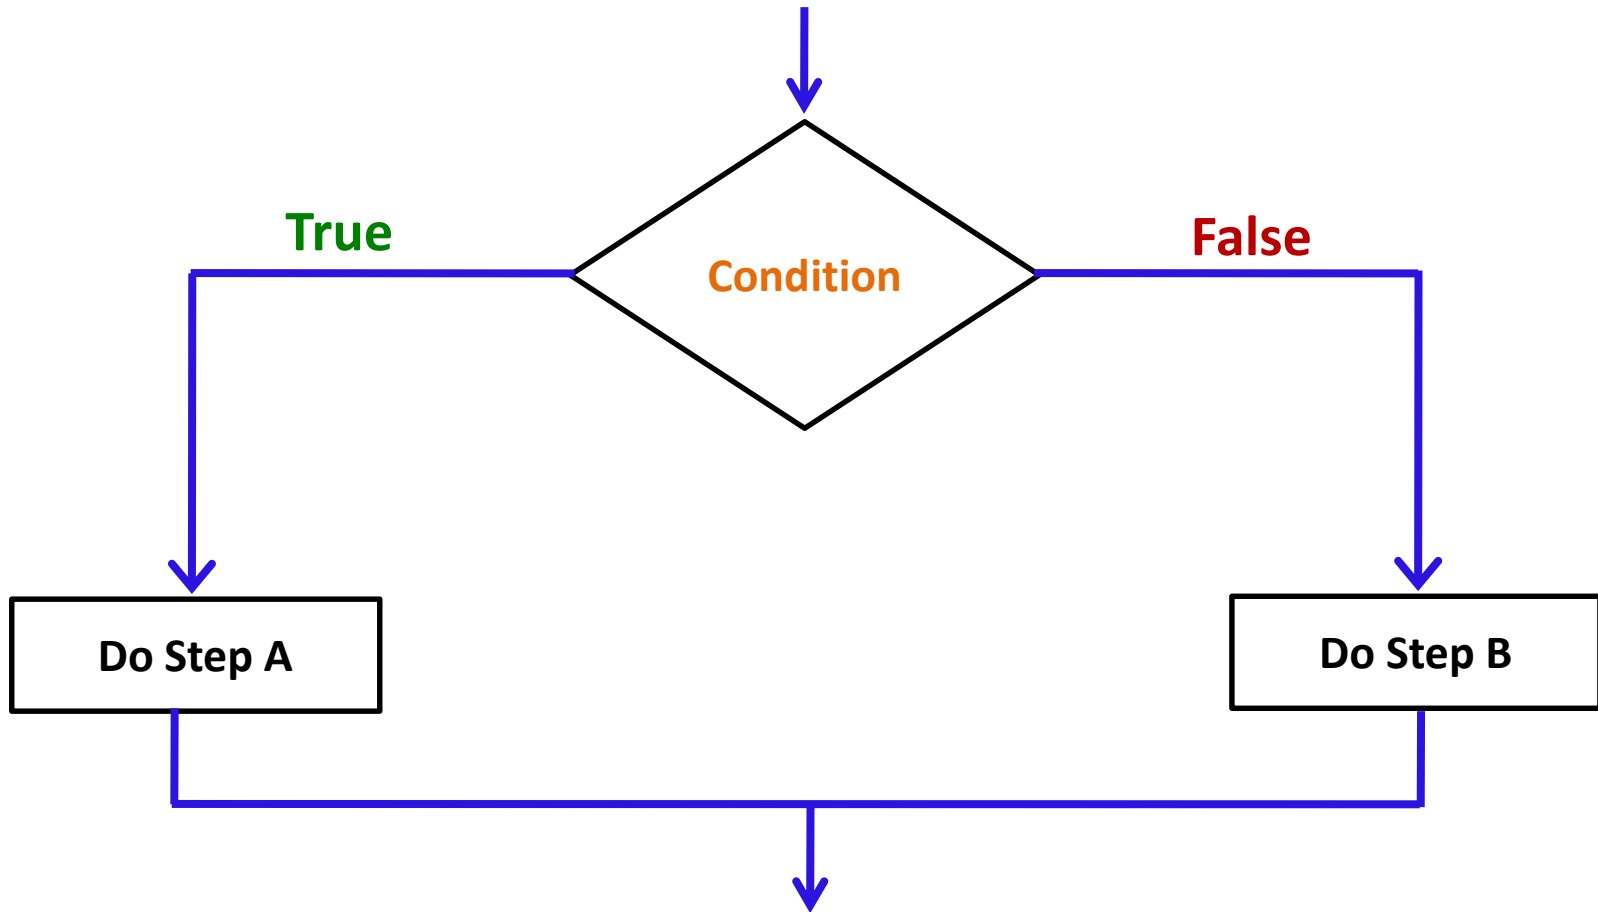 True
False
Condition
Do Step A
Do Step B